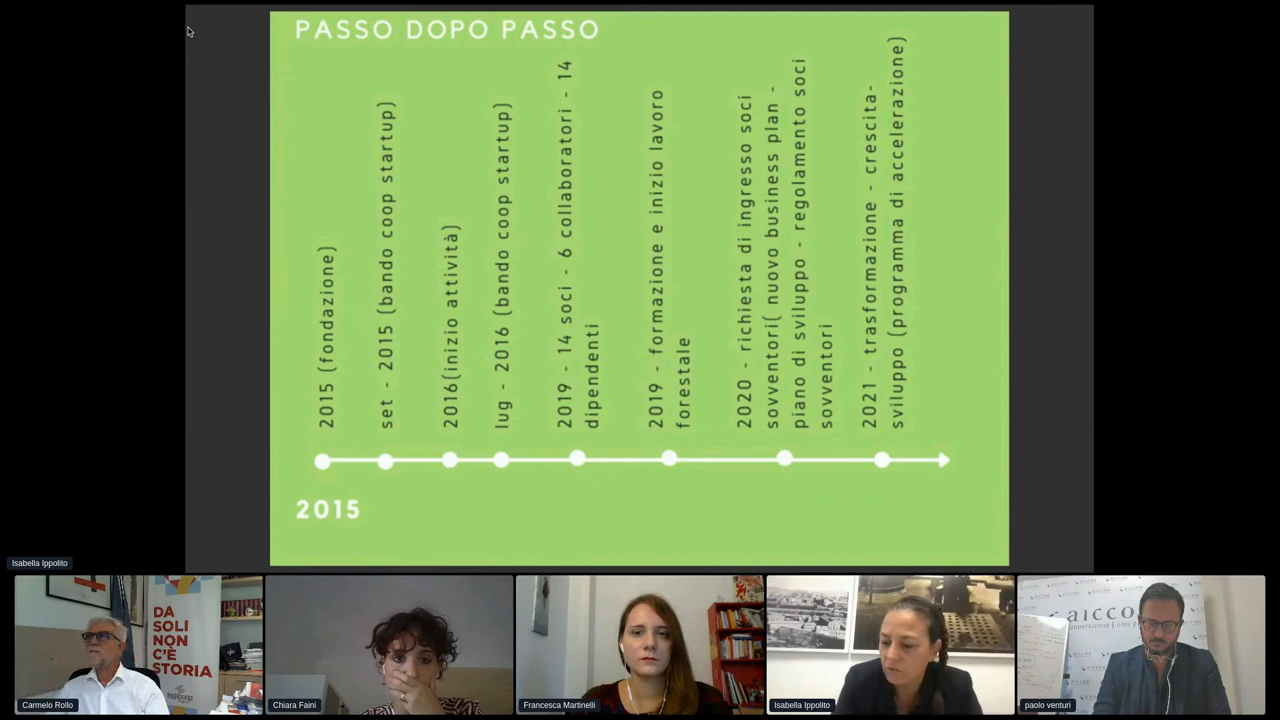 PASSO DOPO PASSO
2015 (fondazione)
set - 2015 (bando coop startup)
2016(inizio attività)
lug - 2016 (bando coop startup)
2019 - 14 soci - 6 collaboratori - 14
dipendenti
2019 - formazione e inizio lavoro
forestale
2020 - richiesta di ingresso soci
sovventori( nuovo business plan -
piano di sviluppo - regolamento soci
sovventori
2021 - trasformazione - crescita-
sviluppo (programma di accelerazione)
2015
Isabella Ippolito
DA
SOLI
NON
C'È
STORIA
legacoop
aiccon
Carmelo Rollo
Chiara Faini
Francesca Martinelli
Isabella Ippolito
paolo venturi